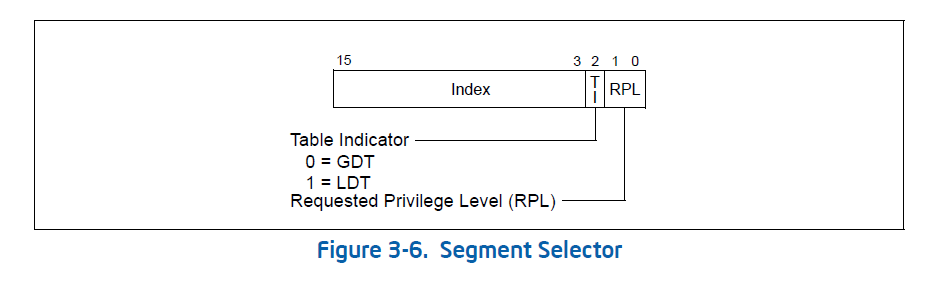 15 3 2 1 0
Index TI RPL
Table Indicator
0 = GDT
1 = LDT
Requested Privilege Level (RPL)
Figure 3-6. Segment Selector